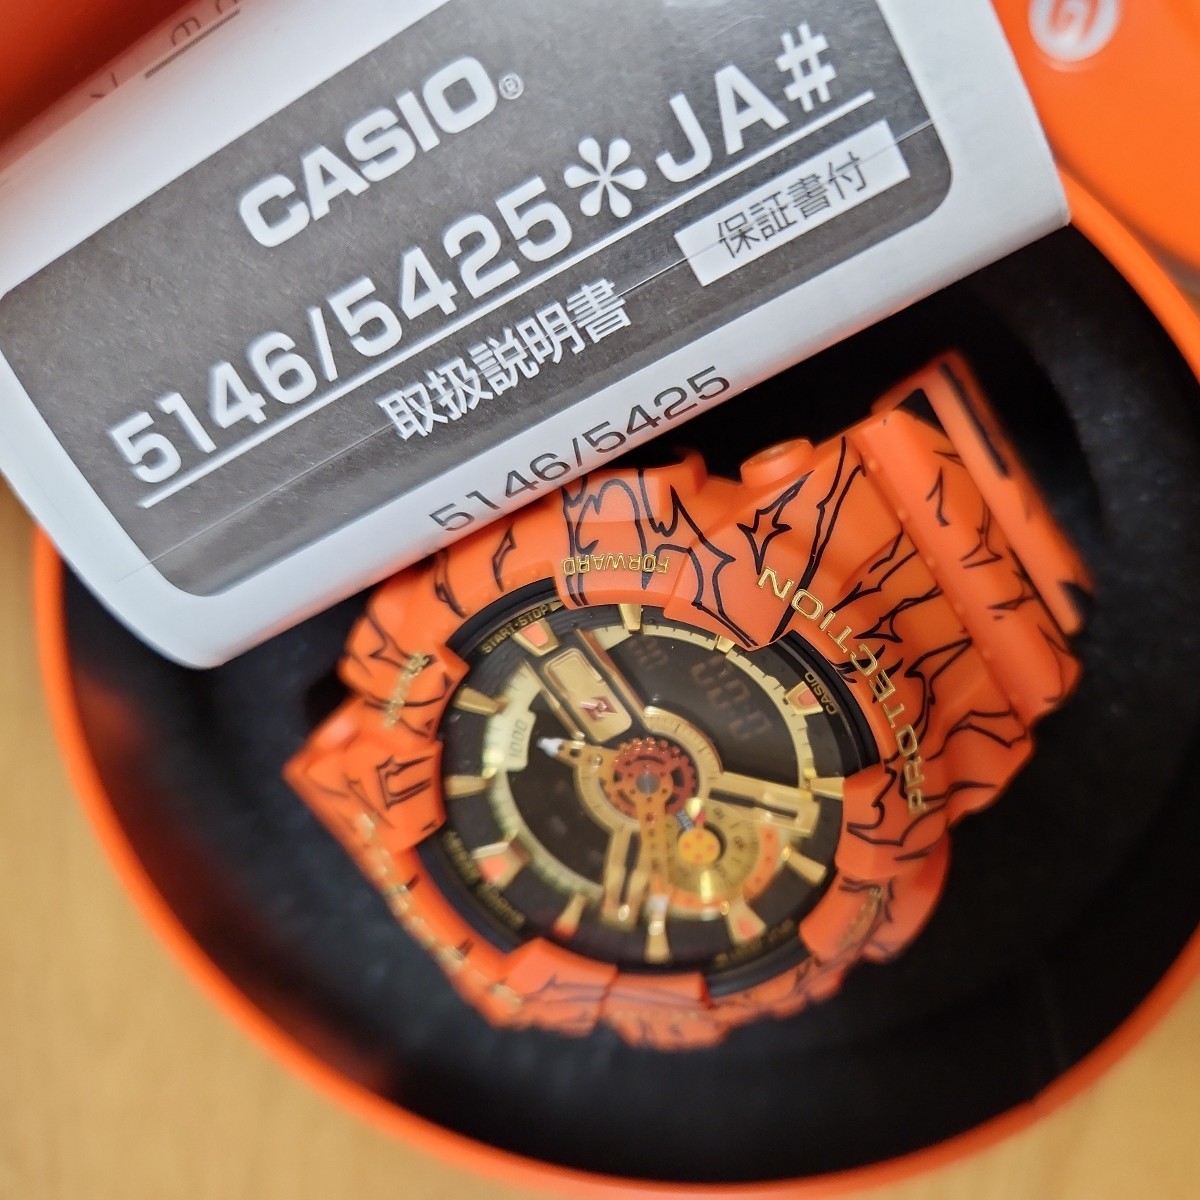 CASIO®
5146/5425*JA#
取扱説明書
保証書付
5146/5425
FORWARD
PROTECTION
START·STOP
CASIO
Z